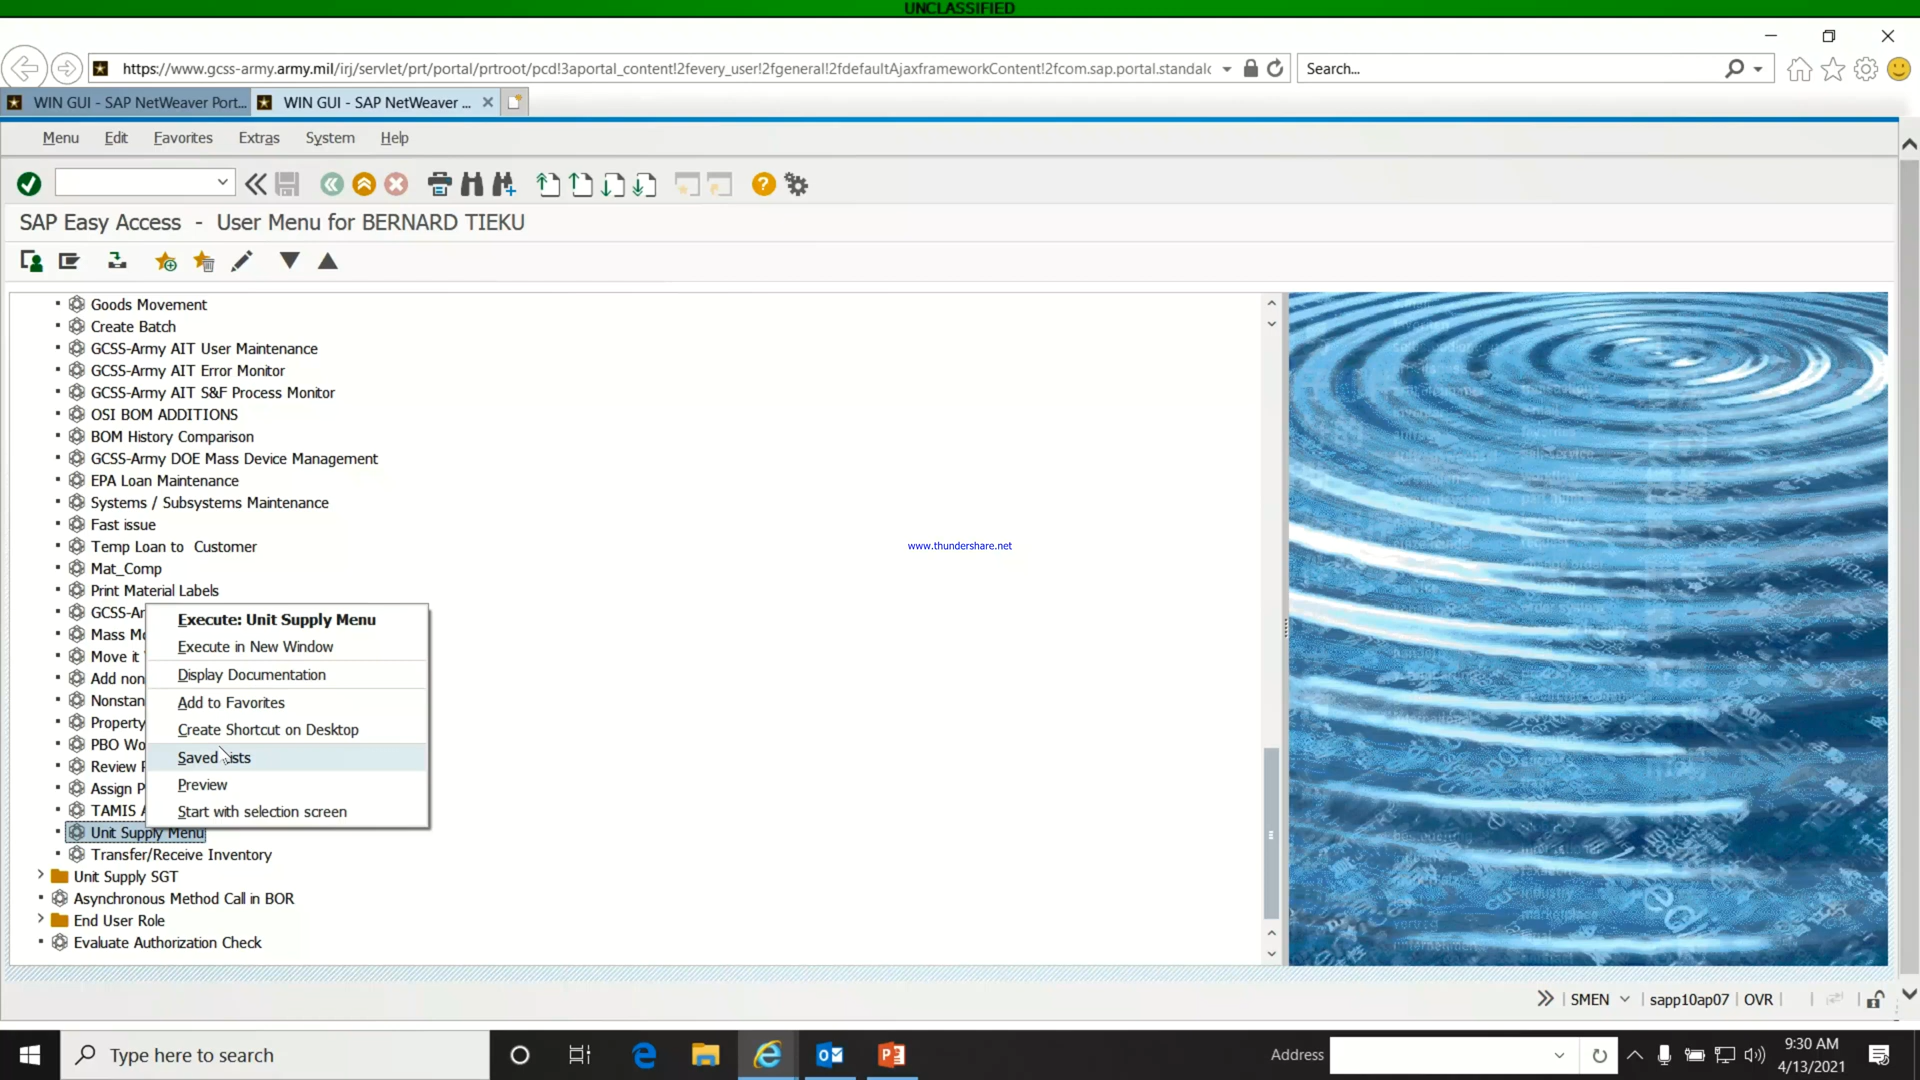 UNCLASSIFIED
https://www.gcss-army.army.mil/irj/servlet/prt/portal/prtroot/pcd!3aportal_content!2fevery_user!2fgeneral!2fdefaultAjaxframeworkContent!2fcom.sap.portal.standalc
Search...
WIN GUI - SAP NetWeaver Port...
WIN GUI - SAP NetWeaver ...
Menu Edit Favorites Extras System Help
SAP Easy Access - User Menu for BERNARD TIEKU
Goods Movement
Create Batch
GCSS-Army AIT User Maintenance
GCSS-Army AIT Error Monitor
GCSS-Army AIT S&F Process Monitor
OSI BOM ADDITIONS
BOM History Comparison
GCSS-Army DOE Mass Device Management
EPA Loan Maintenance
Systems / Subsystems Maintenance
Fast issue
Temp Loan to Customer
www.thundershare.net
Mat_Comp
Print Material Labels
GCSS-Ar
Mass Mo
Move it
Add non
Nonstan
Property
PBO Wo
Review F
Assign P
TAMIS A
Execute: Unit Supply Menu
Execute in New Window
Display Documentation
Add to Favorites
Create Shortcut on Desktop
Saved Lists
Preview
Start with selection screen
Unit Supply Menu
Transfer/Receive Inventory
Unit Supply SGT
Asynchronous Method Call in BOR
End User Role
Evaluate Authorization Check
SMEN sapp10ap07 OVR
Type here to search
Address
9:30 AM
4/13/2021